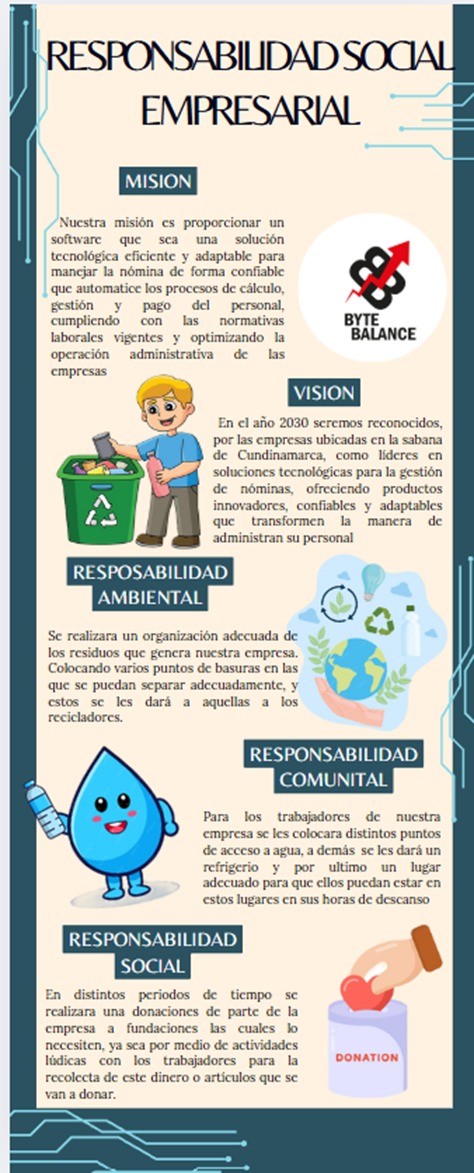 RESPONSABILIDAD SOCIAL
EMPRESARIAL
MISION
Nuestra misión es proporcionar un
software que sea una solución
tecnológica eficiente y adaptable para
manejar la nómina de forma confiable
que automatice los procesos de cálculo,
gestión y pago del personal,
cumpliendo con las normativas
laborales vigentes y optimizando la
operación administrativa de las
empresas
BYTE
BALANCE
VISION
En el año 2030 seremos reconocidos,
por las empresas ubicadas en la sabana
de Cundinamarca, como líderes en
soluciones tecnológicas para la gestión
de nóminas, ofreciendo productos
innovadores, confiables y adaptables
que transformen la manera de
administran su personal
RESPOSABILIDAD
AMBIENTAL
Se realizara un organización adecuada de
los residuos que genera nuestra empresa.
Colocando varios puntos de basuras en las
que se puedan separar adecuadamente, y
estos se les dará a aquellas a los
recicladores.
RESPONSABILIDAD
COMUNITAL
Para los trabajadores de nuestra
empresa se les colocara distintos puntos
de acceso a agua, a demás se les dará un
refrigerio y por ultimo un lugar
adecuado para que ellos puedan estar en
estos lugares en sus horas de descanso
RESPONSABILIDAD
SOCIAL
En distintos periodos de tiempo se
realizara una donaciones de parte de la
empresa a fundaciones las cuales lo
necesiten, ya sea por medio de actividades
lúdicas con los trabajadores para la
recolecta de este dinero o artículos que se
van a donar.
DONATION